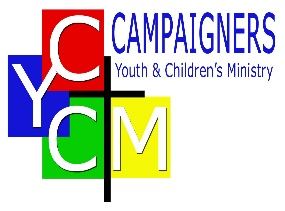 CAMPAIGNERS
Youth & Children's Ministry
C
Y
C M